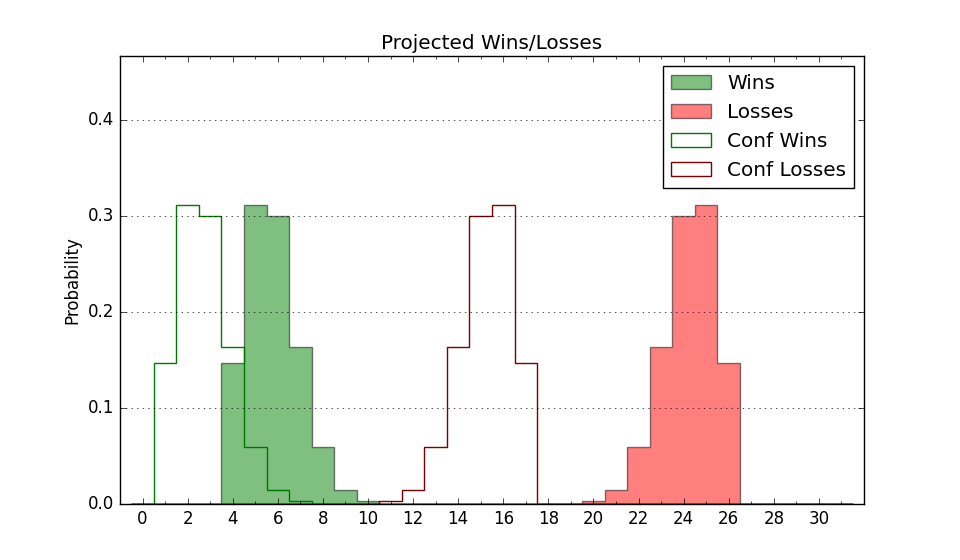 Projected Wins/Losses
Wins
Losses
Conf Wins
Conf Losses
Probability
0.4
0.3
0.2
0.1
0.0
0 2 4 6 8 10 12 14 16 18 20 22 24 26 28 30